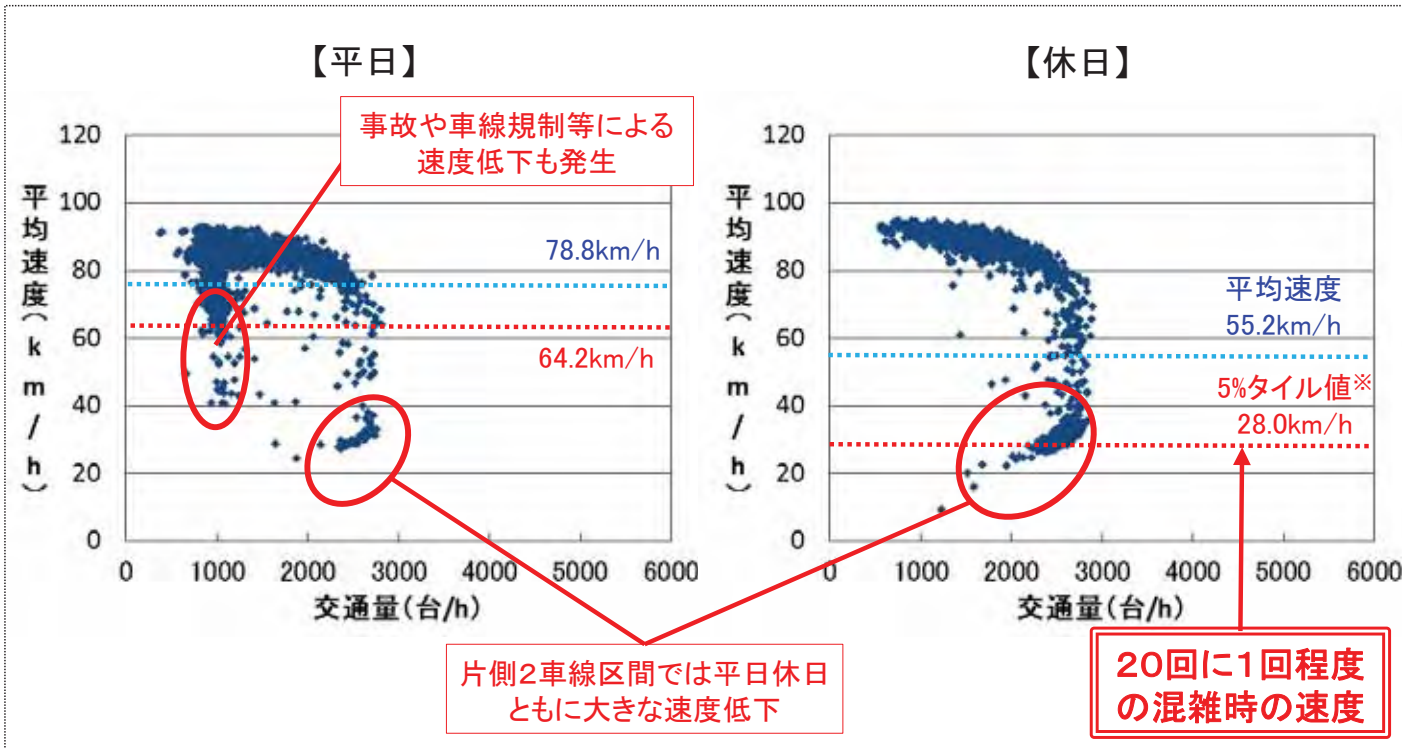 【平日】
事故や車線規制等による
速度低下も発生
平均速度(km/h)
120
100
80
60
40
20
0
78.8km/h
64.2km/h
0 1000 2000 3000 4000 5000 6000
交通量(台/h)
【休日】
平均速度(km/h)
120
100
80
60
40
20
0
平均速度
55.2km/h
5%タイル値※
28.0km/h
0 1000 2000 3000 4000 5000 6000
交通量(台/h)
片側2車線区間では平日休日
ともに大きな速度低下
20回に1回程度
の混雑時の速度